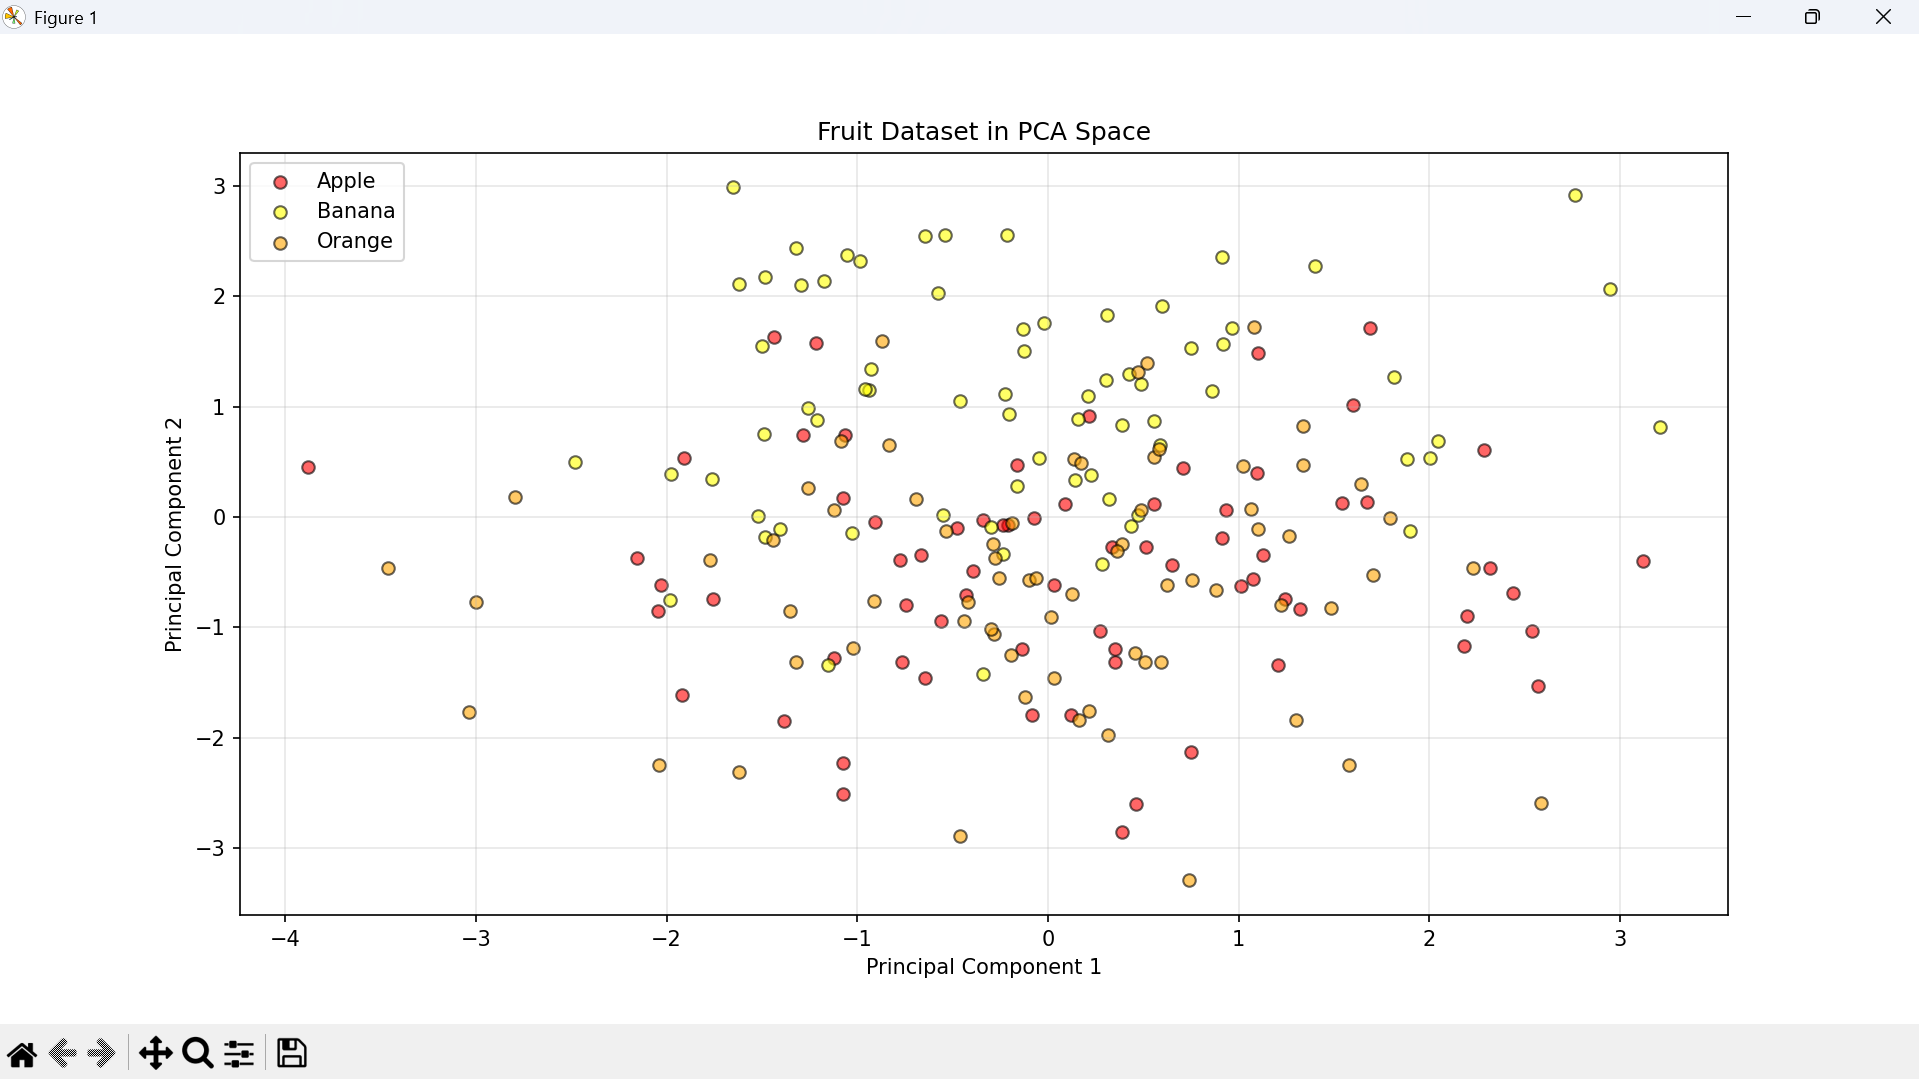 Figure 1
Fruit Dataset in PCA Space
Apple
Banana
Orange
3
2
1
0
−1
−2
−3
Principal Component 2
−4 −3 −2 −1 0 1 2 3
Principal Component 1